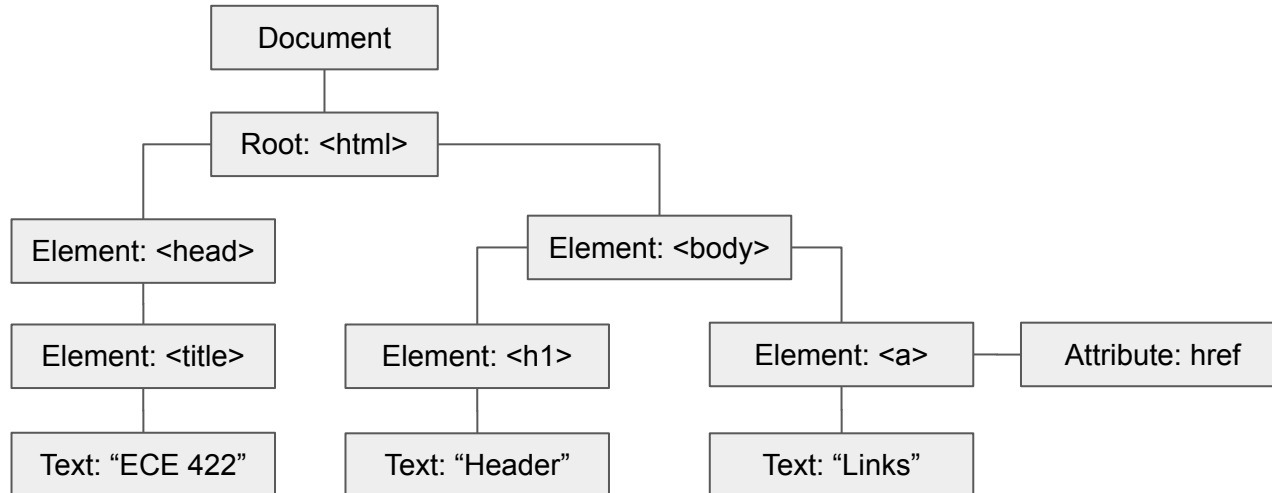 Document
Root: <html>
Element: <head>
Element: <body>
Element: <title>
Element: <h1>
Element: <a>
Attribute: href
Text: “ECE 422”
Text: “Header”
Text: “Links”